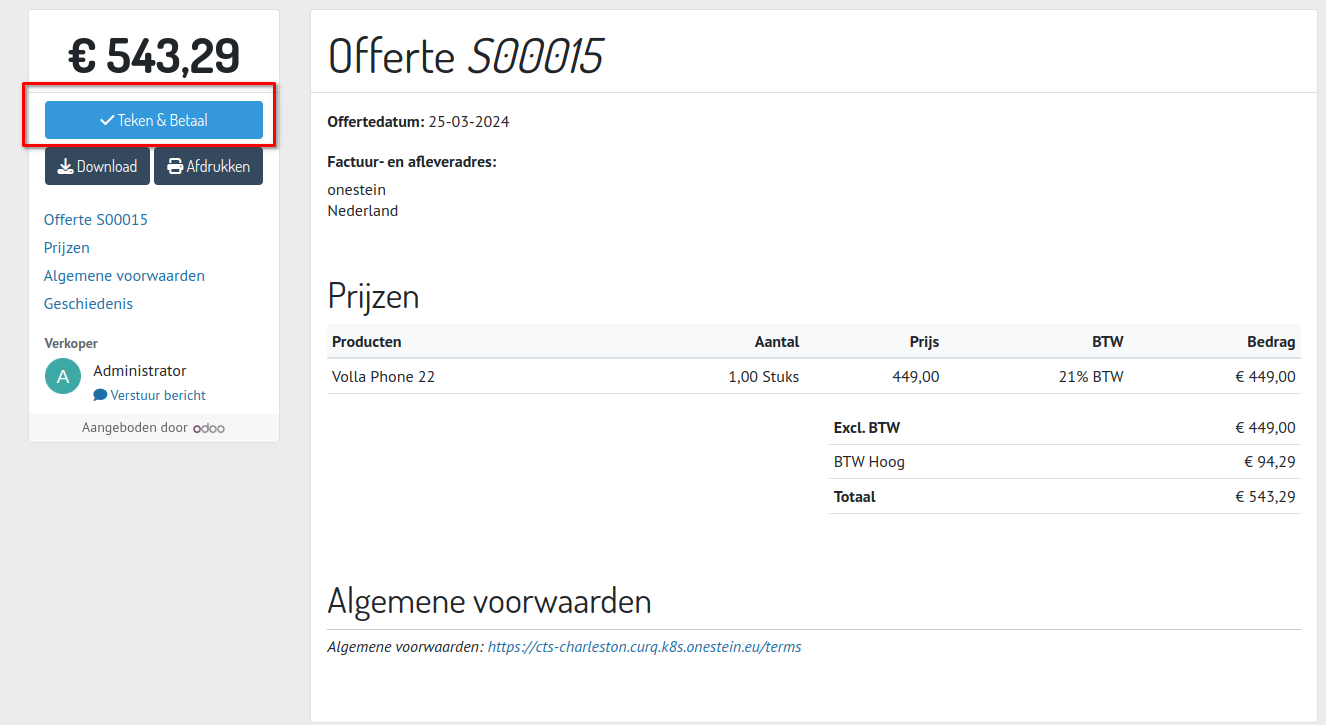 € 543,29
Teken & Betaal
Download Afdrukken
Offerte S00015
Prijzen
Algemene voorwaarden
Geschiedenis
Verkoper
A Administrator
Verstuur bericht
Aangeboden door odoo
Offerte S00015
Offertedatum: 25-03-2024
Factuur- en afleveradres:
onestein
Nederland
Prijzen
Producten Aantal Prijs BTW Bedrag
Volla Phone 22 1,00 Stuks 449,00 21% BTW € 449,00
Excl. BTW € 449,00
BTW Hoog € 94,29
Totaal € 543,29
Algemene voorwaarden
Algemene voorwaarden: https://cts-charleston.curq.k8s.onestein.eu/terms